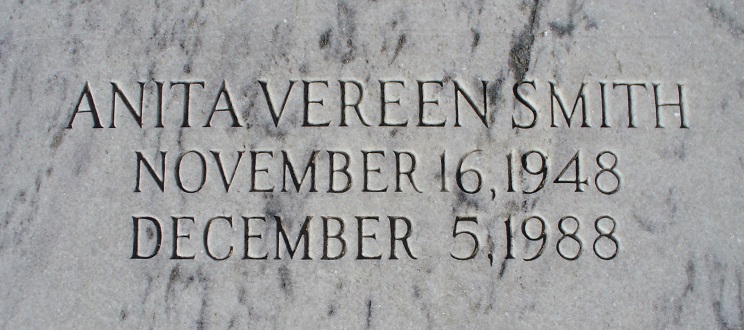 ANITA VEREEN SMITH
NOVEMBER 16, 1948
DECEMBER 5, 1988